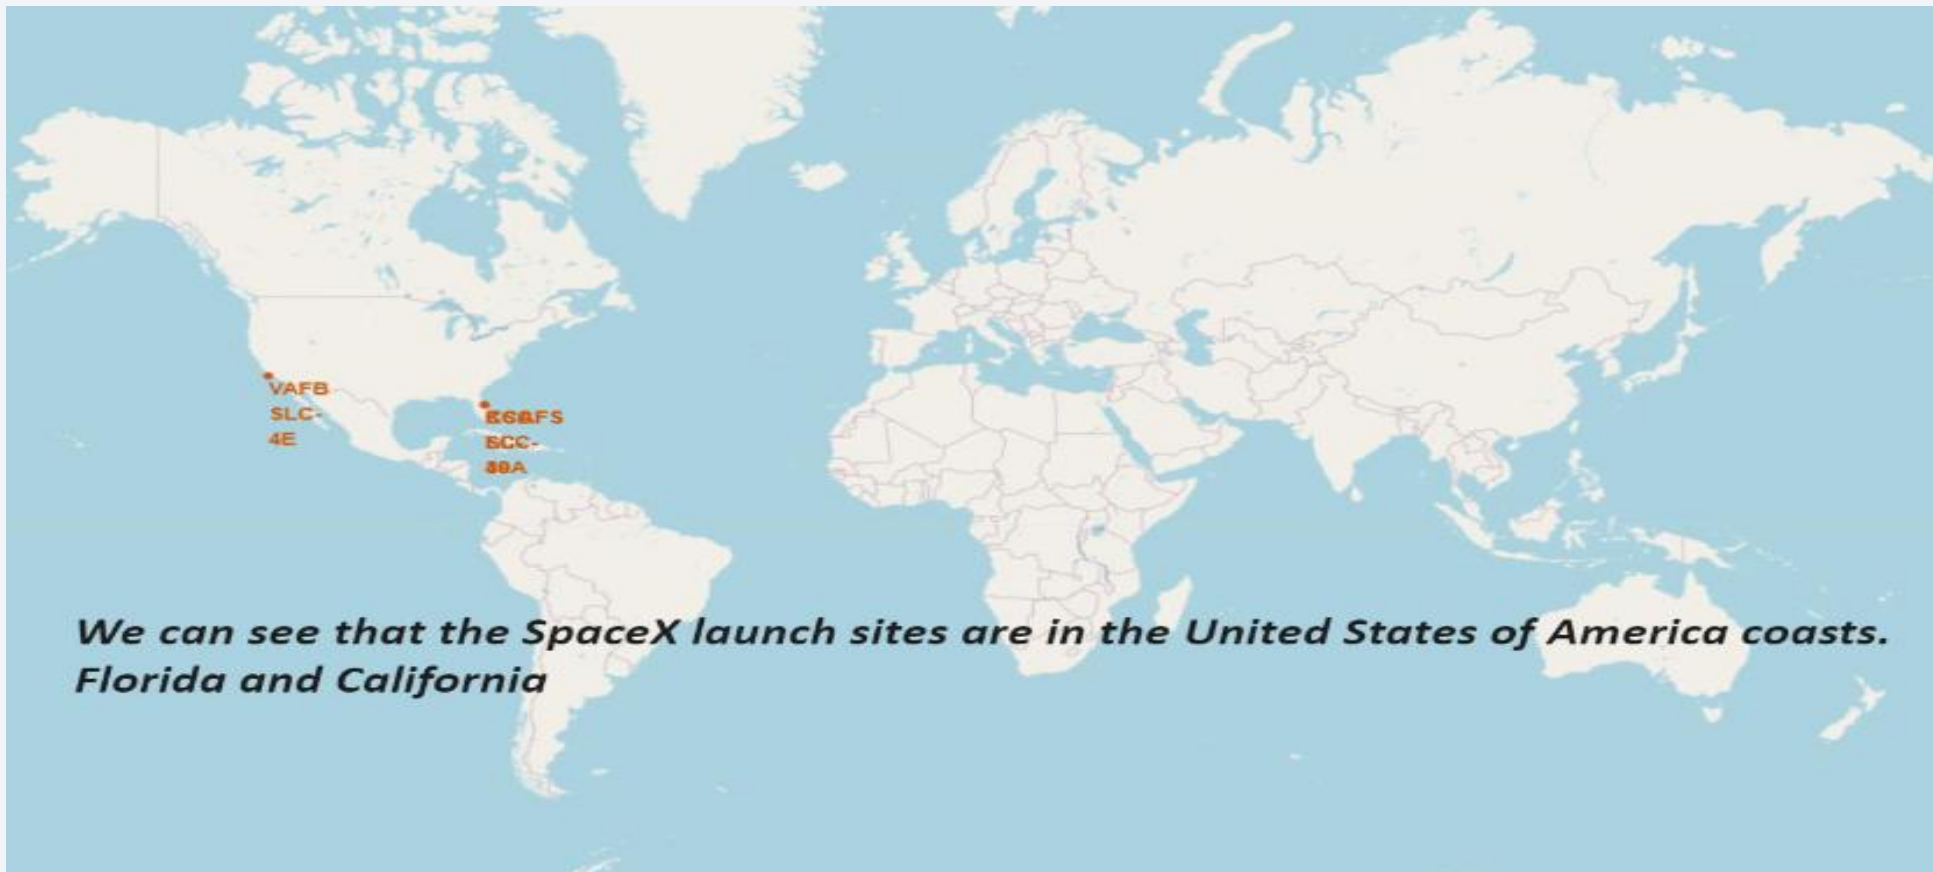 VAFB
SLC-
4E
We can see that the SpaceX launch sites are in the United States of America coasts.
Florida and California